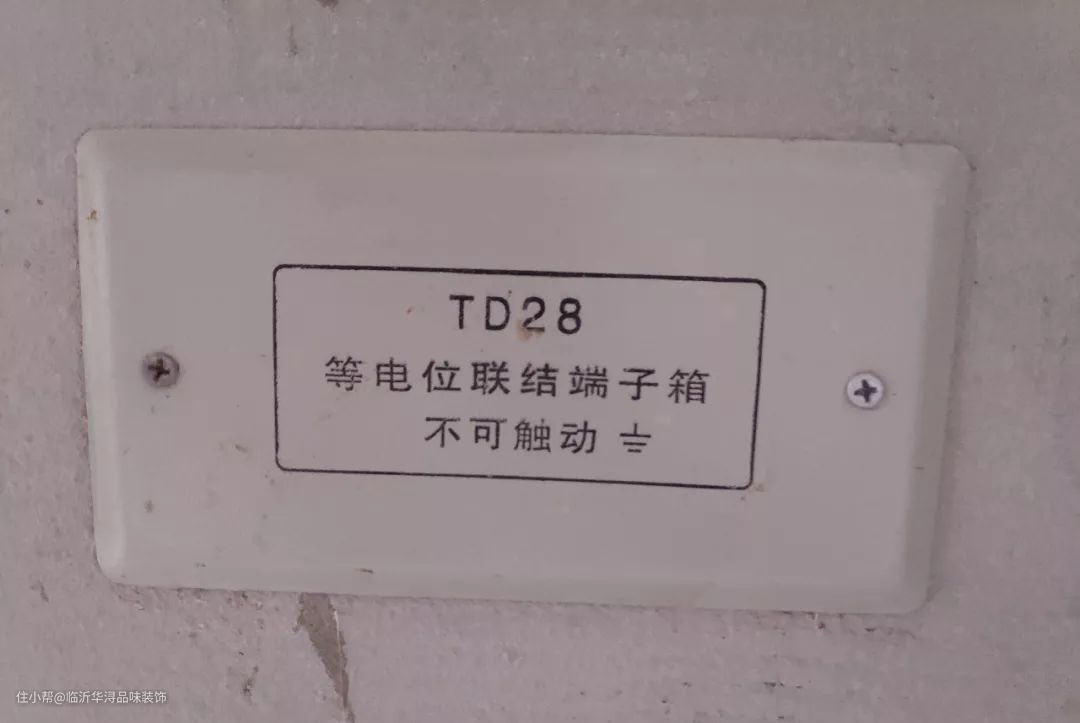 TD28
等电位联结端子箱
不可触动 ⏚
住小帮@临沂华浔品味装饰